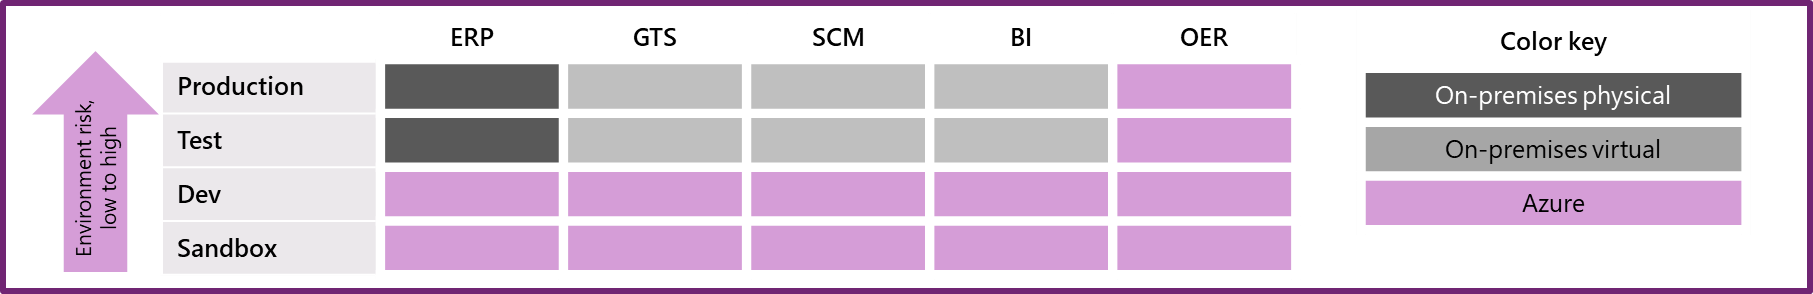 ERP GTS SCM BI OER
Color key
Production
Test
Dev
Sandbox
Environment risk,
low to high
On-premises physical
On-premises virtual
Azure